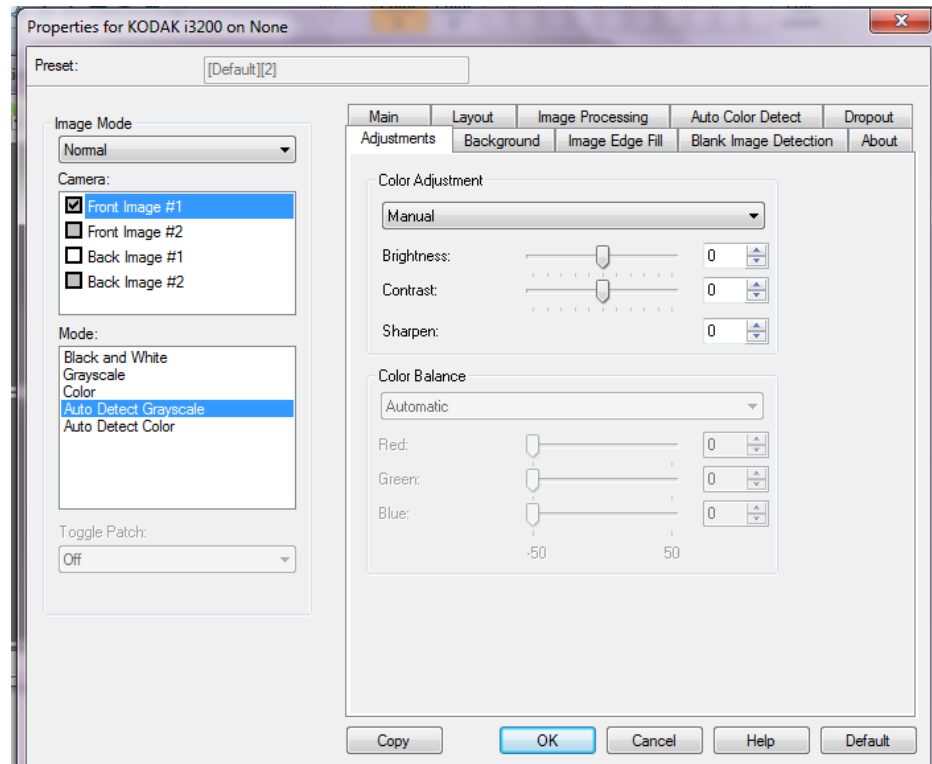 Properties for KODAK i3200 on None
Preset:
[Default][2]
Image Mode
Normal
Camera:
Front Image #1
Front Image #2
Back Image #1
Back Image #2
Mode:
Black and White
Grayscale
Color
Auto Detect Grayscale
Auto Detect Color
Toggle Patch:
Off
Main Layout Image Processing Auto Color Detect Dropout
Adjustments Background Image Edge Fill Blank Image Detection About
Color Adjustment
Manual
Brightness: 0
Contrast: 0
Sharpen: 0
Color Balance
Automatic
Red: 0
Green: 0
Blue: 0
-50 50
Copy OK Cancel Help Default